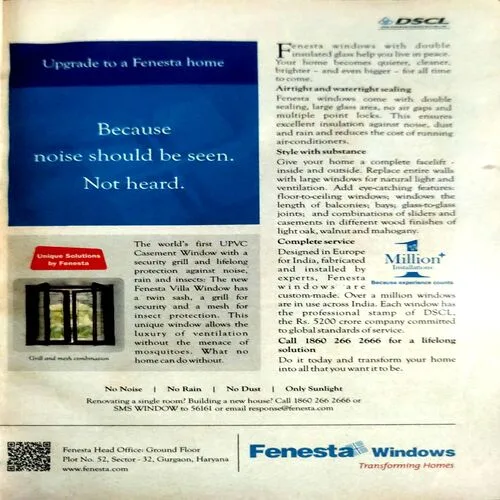 DSCL
Upgrade to a Fenesta home
Because
noise should be seen.
Not heard.
Unique Solutions
by Fenesta
Grill and mesh combination
The world's first UPVC
Casement Window with a
security grill and lifelong
protection against noise,
rain and insects: The new
Fenesta Villa Window has
a twin sash, a grill for
security and a mesh for
insect protection. This
unique window allows the
luxury of ventilation
without the menace of
mosquitoes. What no
home can do without.
Fenesta windows with double
insulated glass help you live in peace.
Your home becomes quieter, cleaner,
brighter – and even bigger – for all time
to come.
Airtight and watertight sealing
Fenesta windows come with double
sealing, large glass area, no air gaps and
multiple point locks. This ensures
excellent insulation against noise, dust
and rain and reduces the cost of running
air-conditioners.
Style with substance
Give your home a complete facelift -
inside and outside. Replace entire walls
with large windows for natural light and
ventilation. Add eye-catching features:
floor-to-ceiling windows; windows the
length of balconies; bays; glass-to-glass
joints; and combinations of sliders and
casements in different wood finishes of
light oak, walnut and mahogany.
Complete service
Designed in Europe
for India, fabricated
and installed by
experts, Fenesta
windows are
1 Million+
Installations
Because experience counts
custom-made. Over a million windows
are in use across India. Each window has
the professional stamp of DSCL,
the Rs. 5200 crore company committed
to global standards of service.
Call 1860 266 2666 for a lifelong
solution
Do it today and transform your home
into all that you want it to be.
No Noise | No Rain | No Dust | Only Sunlight
Renovating a single room? Building a new house? Call 1860 266 2666 or
SMS WINDOW to 56161 or email response@fenesta.com
Fenesta Head Office: Ground Floor
Plot No. 52, Sector - 32, Gurgaon, Haryana
www.fenesta.com
Fenesta Windows
Transforming Homes